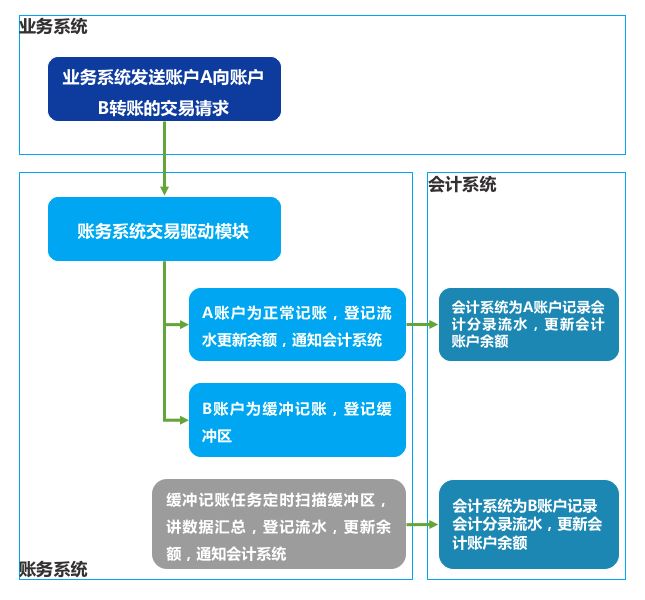 业务系统
业务系统发送账户A向账户
B转账的交易请求
账务系统交易驱动模块
会计系统
A账户为正常记账，登记流
水更新余额，通知会计系统
会计系统为A账户记录会
计分录流水，更新会计
账户余额
B账户为缓冲记账，登记缓
冲区
缓冲记账任务定时扫描缓冲区，
讲数据汇总，登记流水，更新余
额，通知会计系统
会计系统为B账户记录
会计分录流水，更新会
计账户余额
账务系统